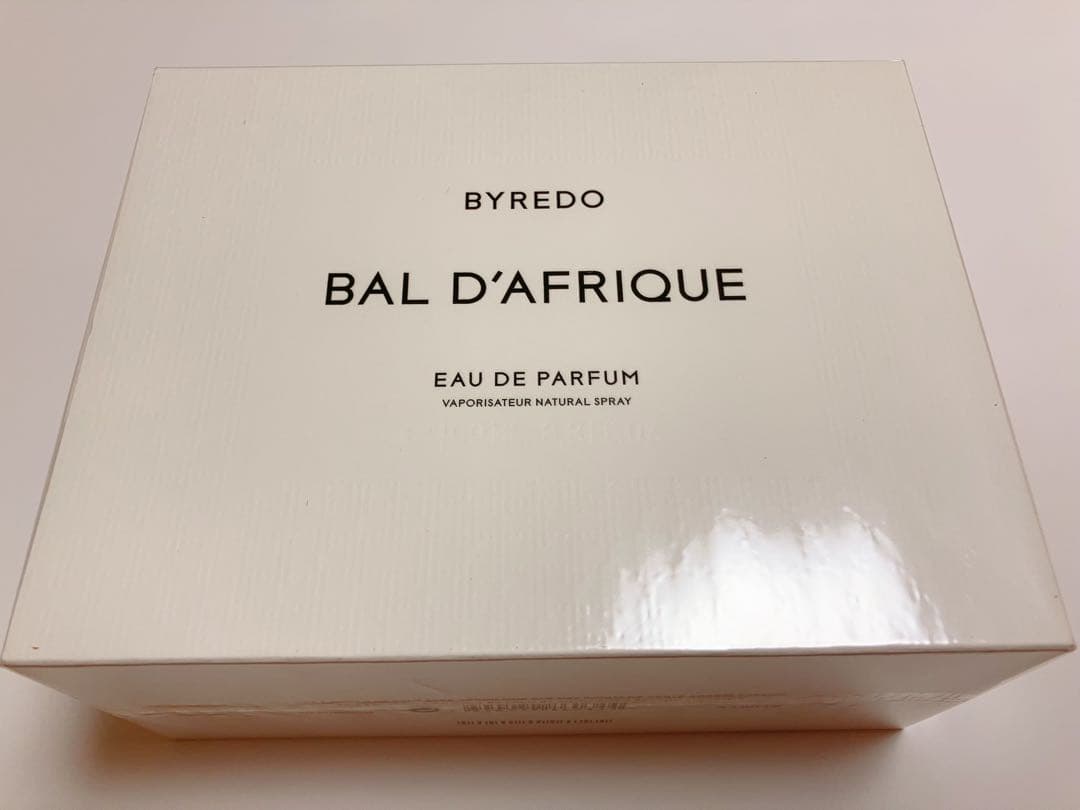 BYREDO
BAL D'AFRIQUE
EAU DE PARFUM
VAPORISATEUR NATURAL SPRAY